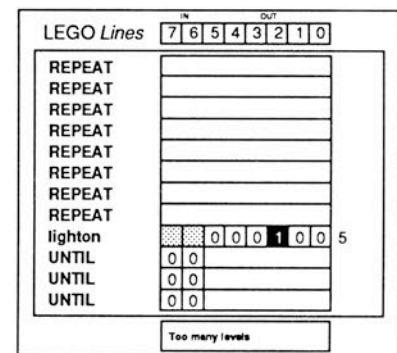 IN OUT
LEGO Lines 7 6 5 4 3 2 1 0
REPEAT
REPEAT
REPEAT
REPEAT
REPEAT
REPEAT
REPEAT
REPEAT
lighton 0 0 0 1 0 0 5
UNTIL 0 0
UNTIL 0 0
UNTIL 0 0
Too many levels